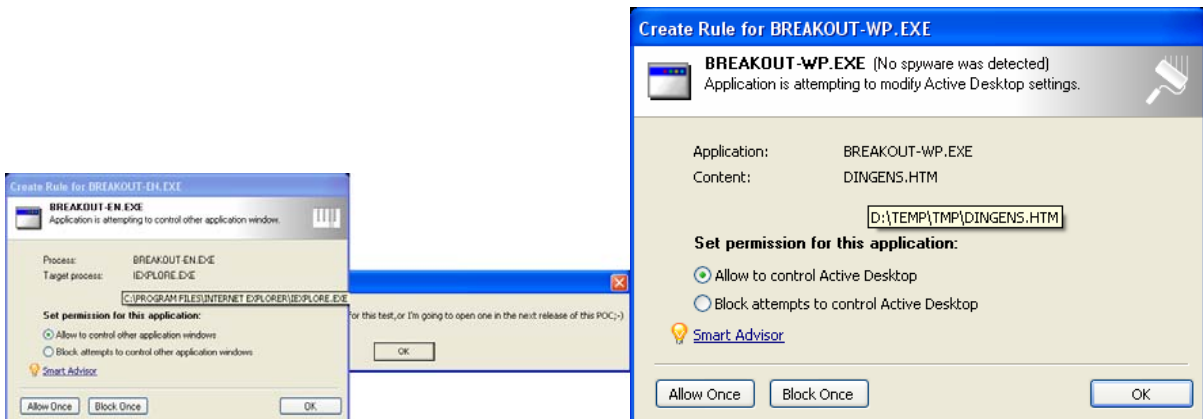 Create Rule for BREAKOUT-EN.EXE
BREAKOUT-EN.EXE
Application is attempting to control other application window.
Process: BREAKOUT-EN.EXE
Target process: IEXPLORE.EXE
C:\PROGRAM FILES\INTERNET EXPLORER\IEXPLORE.EXE
Set permission for this application:
Allow to control other application windows
Block attempts to control other application windows
Smart Advisor
Allow Once Block Once OK
for this test,or I'm going to open one in the next release of this POC;-)
OK
Create Rule for BREAKOUT-WP.EXE
BREAKOUT-WP.EXE (No spyware was detected)
Application is attempting to modify Active Desktop settings.
Application: BREAKOUT-WP.EXE
Content: DINGENS.HTM
D:\TEMP\TMP\DINGENS.HTM
Set permission for this application:
Allow to control Active Desktop
Block attempts to control Active Desktop
Smart Advisor
Allow Once Block Once OK